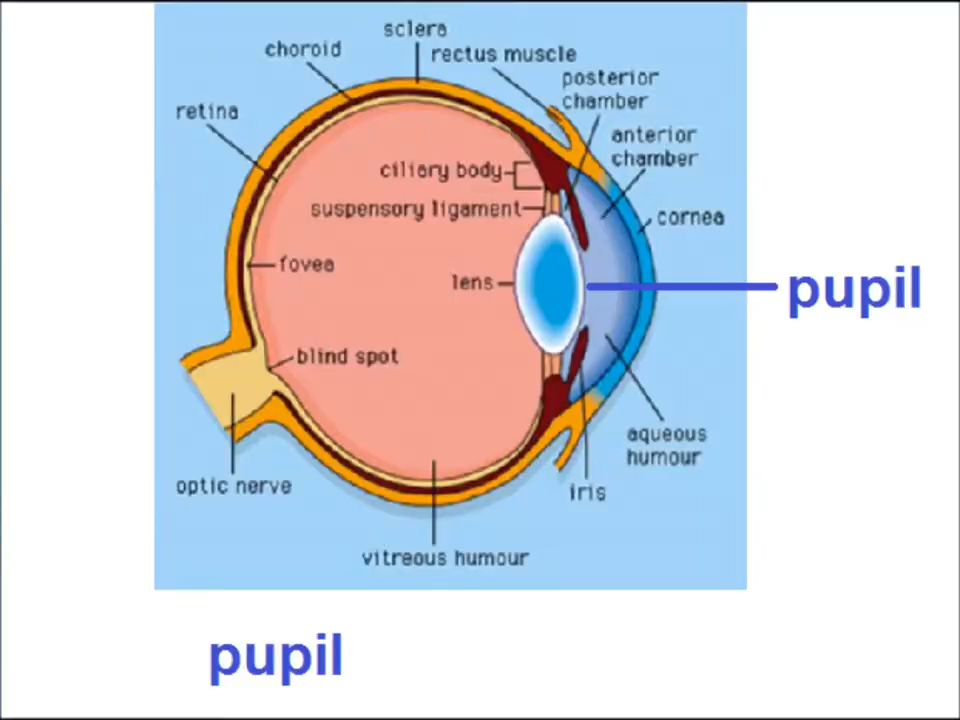 sclera
choroid
rectus muscle
posterior
chamber
retina
anterior
chamber
ciliary body
suspensory ligament
cornea
fovea
lens
pupil
blind spot
aqueous
humour
optic nerve
iris
vitreous humour
pupil